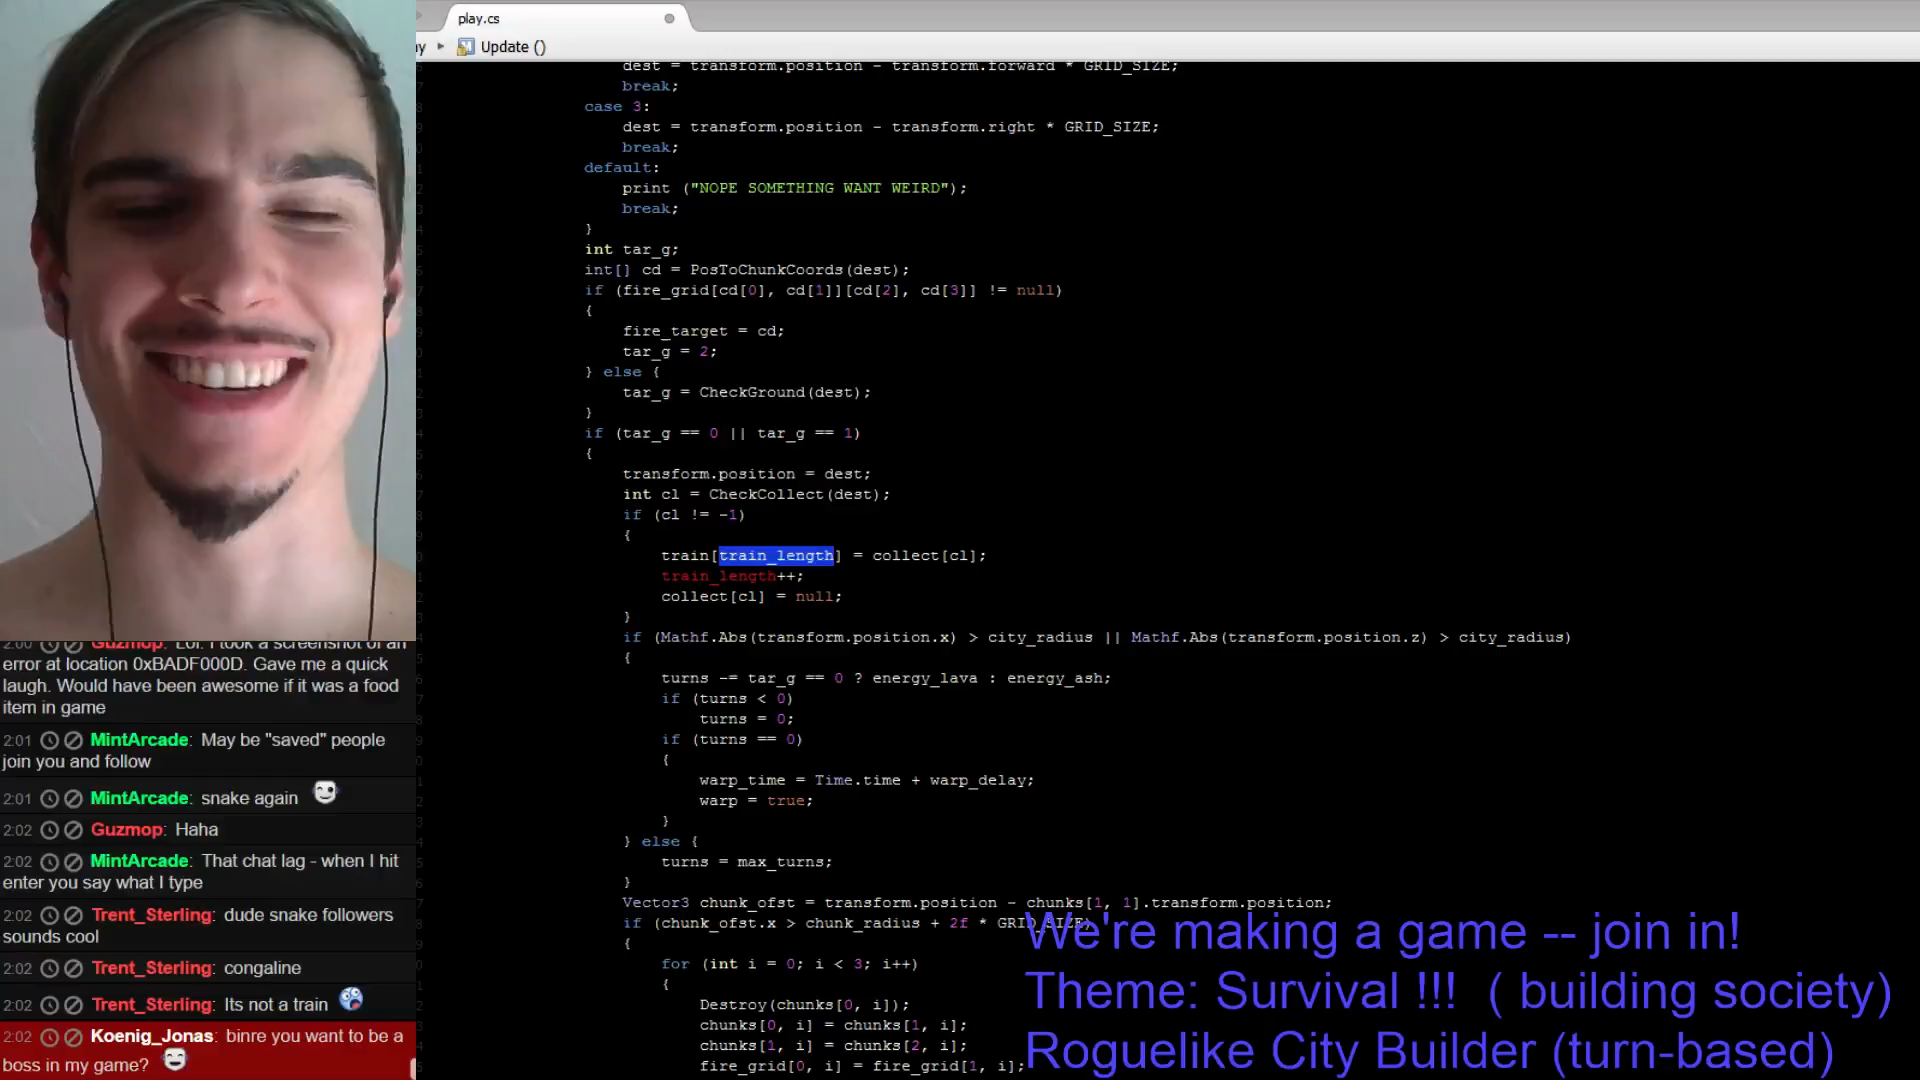 play.cs
Update ()
dest = transform.position - transform.forward * GRID_SIZE;
break;
case 3:
dest = transform.position - transform.right * GRID_SIZE;
break;
default:
print ("NOPE SOMETHING WANT WEIRD");
break;
}
int tar_g;
int[] cd = PosToChunkCoords(dest);
if (fire_grid[cd[0], cd[1]][cd[2], cd[3]] != null)
{
fire_target = cd;
tar_g = 2;
} else {
tar_g = CheckGround(dest);
}
if (tar_g == 0 || tar_g == 1)
{
transform.position = dest;
int cl = CheckCollect(dest);
if (cl != -1)
{
train[train_length] = collect[cl];
train_length++;
collect[cl] = null;
}
if (Mathf.Abs(transform.position.x) > city_radius || Mathf.Abs(transform.position.z) > city_radius)
{
turns -= tar_g == 0 ? energy_lava : energy_ash;
if (turns < 0)
turns = 0;
if (turns == 0)
{
warp_time = Time.time + warp_delay;
warp = true;
}
} else {
turns = max_turns;
}
Vector3 chunk_ofst = transform.position - chunks[1, 1].transform.position;
if (chunk_ofst.x > chunk_radius + 2f * GRID_SIZE)
{
for (int i = 0; i < 3; i++)
{
Destroy(chunks[0, i]);
chunks[0, i] = chunks[1, i];
chunks[1, i] = chunks[2, i];
fire_grid[0, i] = fire_grid[1, i];
2:00 Guzmop: Lol. I took a screenshot of an
error at location 0xBADF000D. Gave me a quick
laugh. Would have been awesome if it was a food
item in game
2:01 MintArcade: May be "saved" people
join you and follow
2:01 MintArcade: snake again
2:02 Guzmop: Haha
2:02 MintArcade: That chat lag - when I hit
enter you say what I type
2:02 Trent_Sterling: dude snake followers
sounds cool
2:02 Trent_Sterling: congaline
2:02 Trent_Sterling: Its not a train
2:02 Koenig_Jonas: binre you want to be a
boss in my game?
We're making a game -- join in!
Theme: Survival !!! ( building society)
Roguelike City Builder (turn-based)